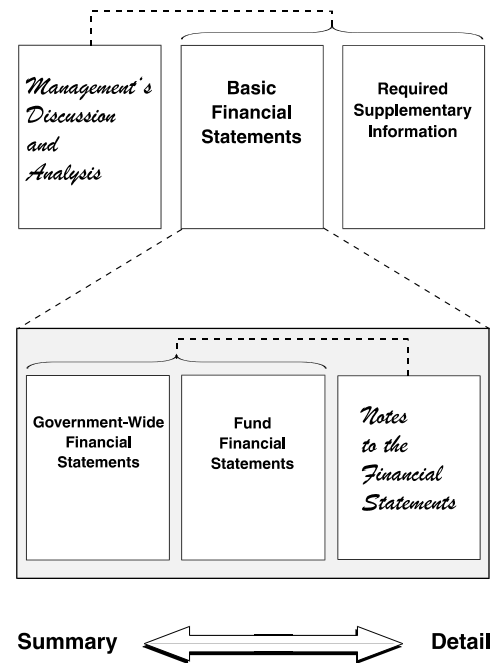 Management's
Discussion
and
Analysis
Basic
Financial
Statements
Required
Supplementary
Information
Government-Wide
Financial
Statements
Fund
Financial
Statements
Notes
to the
Financial
Statements
Summary
Detail